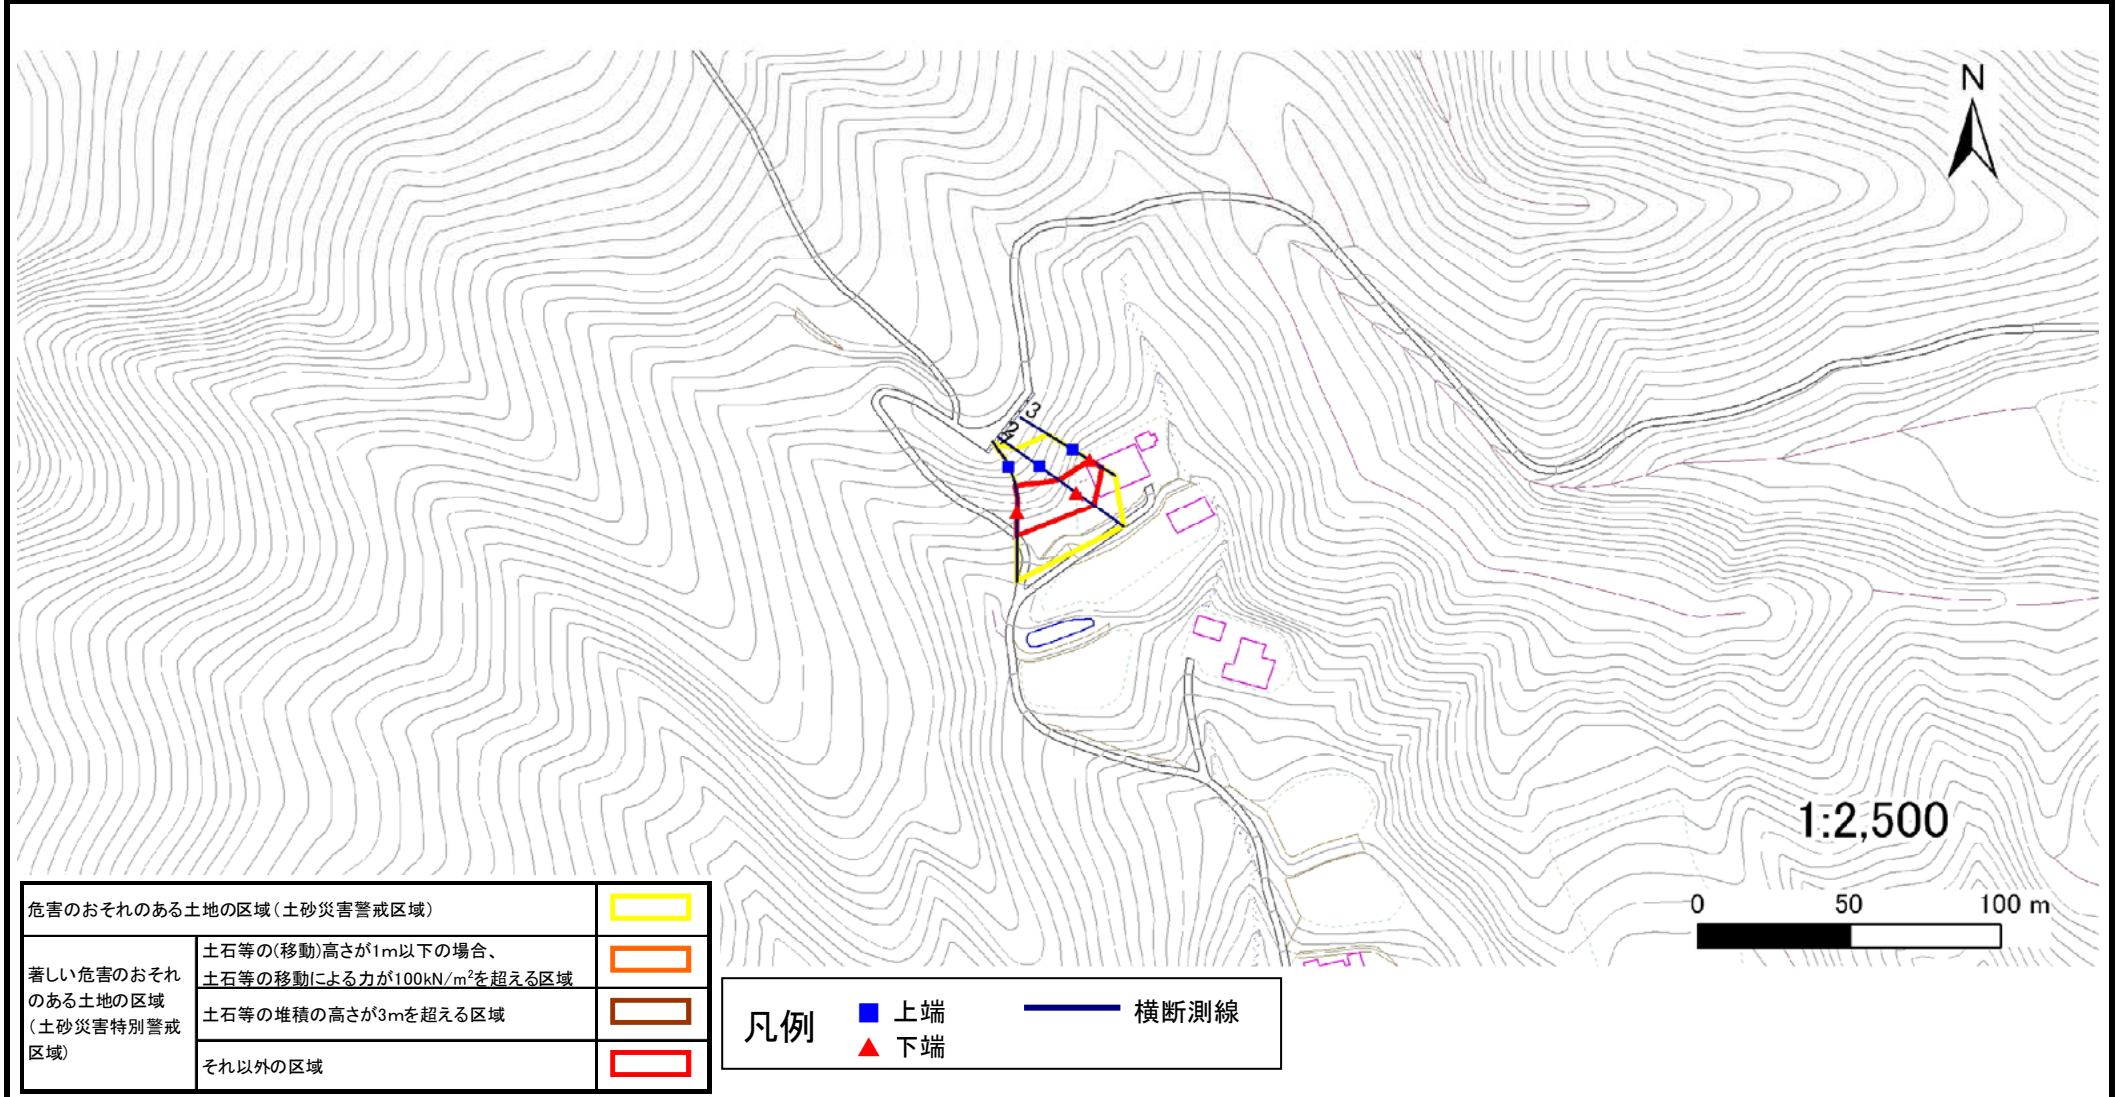 N
3
2
1:2,500
0 50 100 m
危害のおそれのある土地の区域（土砂災害警戒区域）
著しい危害のおそれ
のある土地の区域
（土砂災害特別警戒
区域）
土石等の(移動)高さが1m以下の場合、
土石等の移動による力が100kN/m²を超える区域
土石等の堆積の高さが3mを超える区域
それ以外の区域
凡例
上端
横断測線
下端